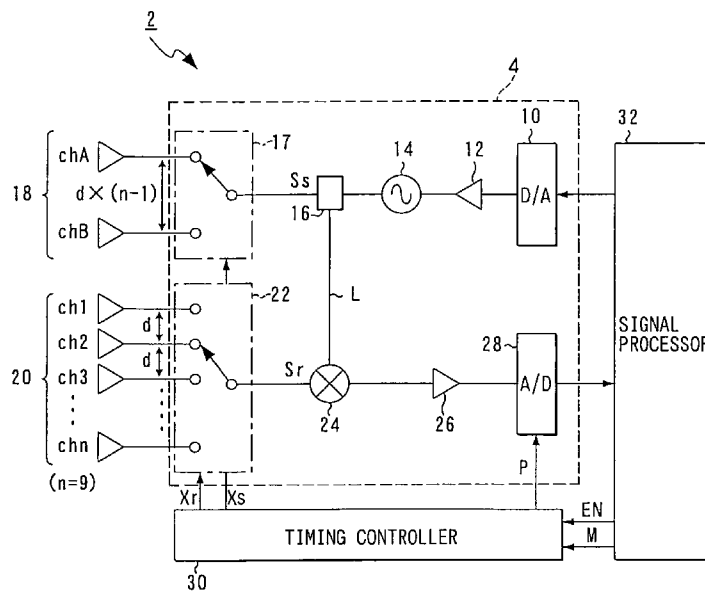 2
4
32
10
17
14
12
chA
18
d×(n-1)
Ss
16
D/A
chB
22
ch1
d
L
ch2
28
SIGNAL
PROCESSOR
20
d
Sr
A/D
ch3
24
26
chn
(n=9)
Xr
Xs
P
EN
TIMING CONTROLLER
M
30